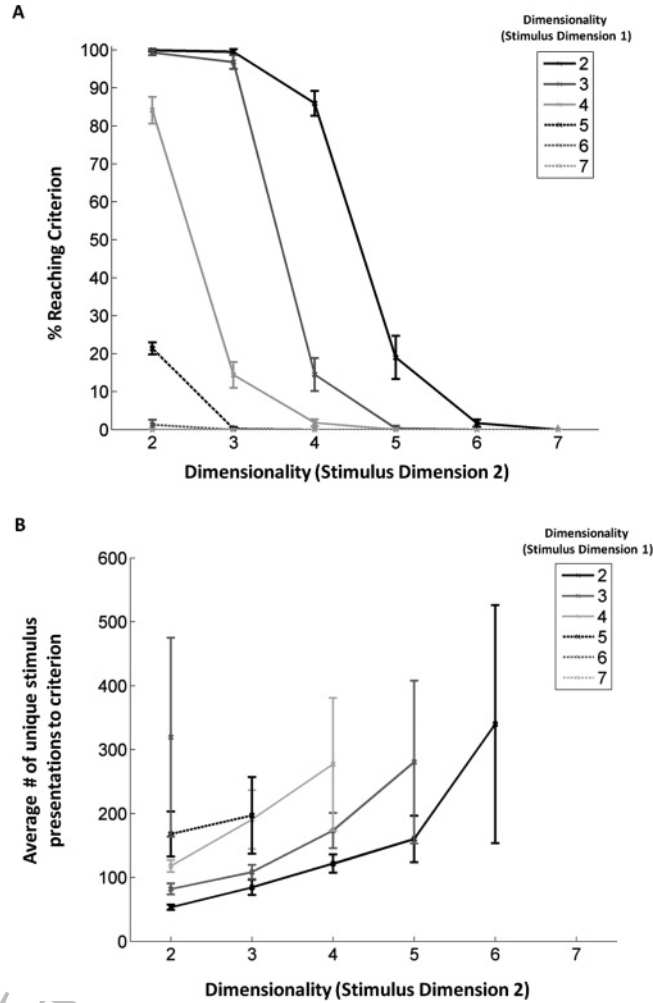 A
Dimensionality
(Stimulus Dimension 1)
2
3
4
5
6
7
100
90
80
70
60
50
40
30
20
10
0
% Reaching Criterion
2 3 4 5 6 7
Dimensionality (Stimulus Dimension 2)
B
Dimensionality
(Stimulus Dimension 1)
2
3
4
5
6
7
600
500
400
300
200
100
0
Average # of unique stimulus
presentations to criterion
2 3 4 5 6 7
Dimensionality (Stimulus Dimension 2)